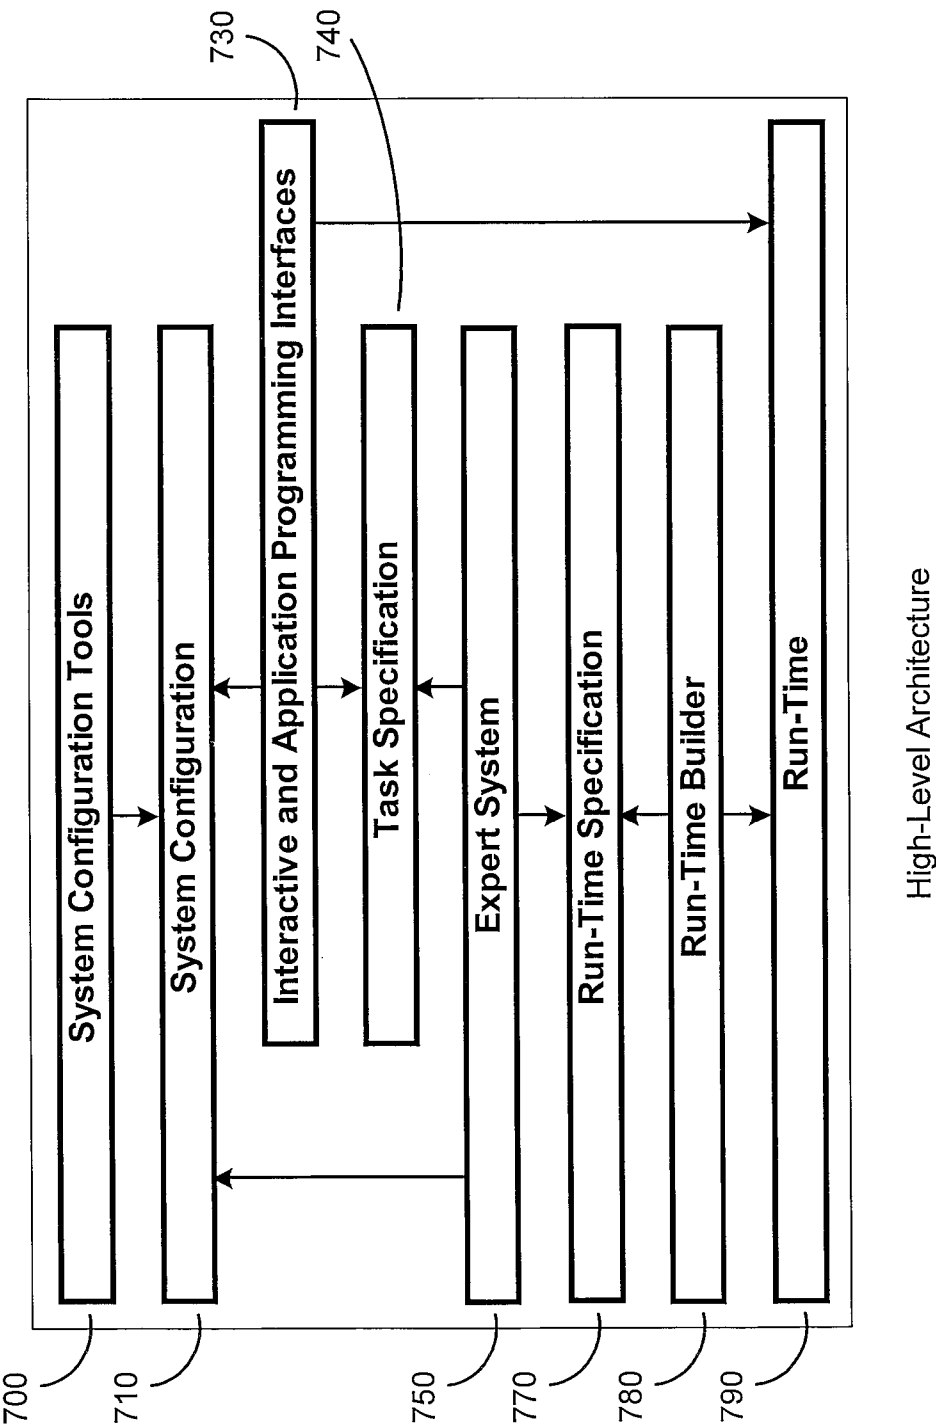 730
740
System Configuration Tools
System Configuration
Interactive and Application Programming Interfaces
Task Specification
Expert System
Run-Time Specification
Run-Time Builder
Run-Time
700
710
750
770
780
790
High-Level Architecture